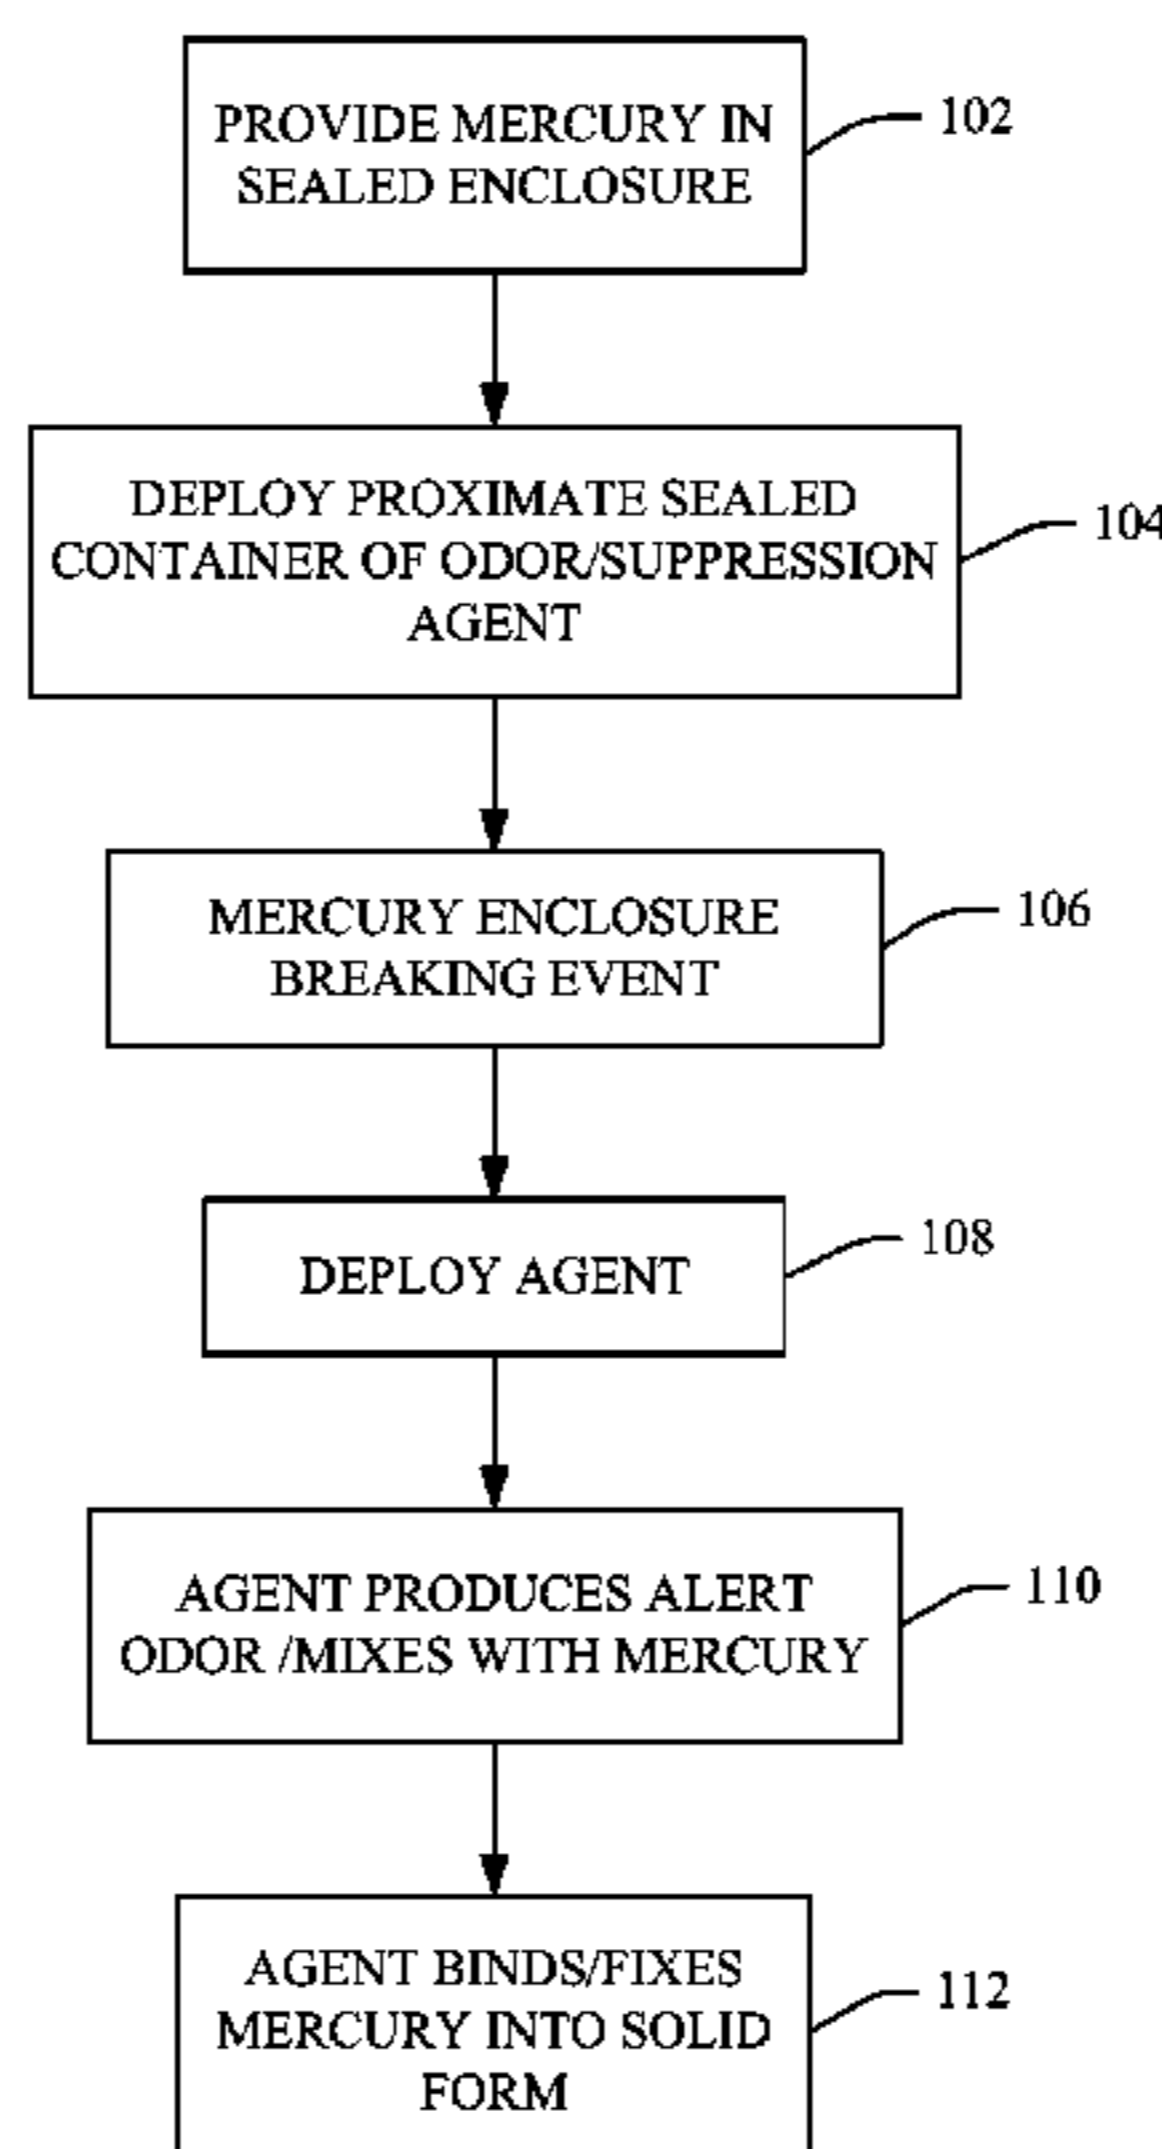 PROVIDE MERCURY IN
SEALED ENCLOSURE
102
DEPLOY PROXIMATE SEALED
CONTAINER OF ODOR/SUPPRESSION
AGENT
104
MERCURY ENCLOSURE
BREAKING EVENT
106
DEPLOY AGENT
108
AGENT PRODUCES ALERT
ODOR /MIXES WITH MERCURY
110
AGENT BINDS/FIXES
MERCURY INTO SOLID
FORM
112